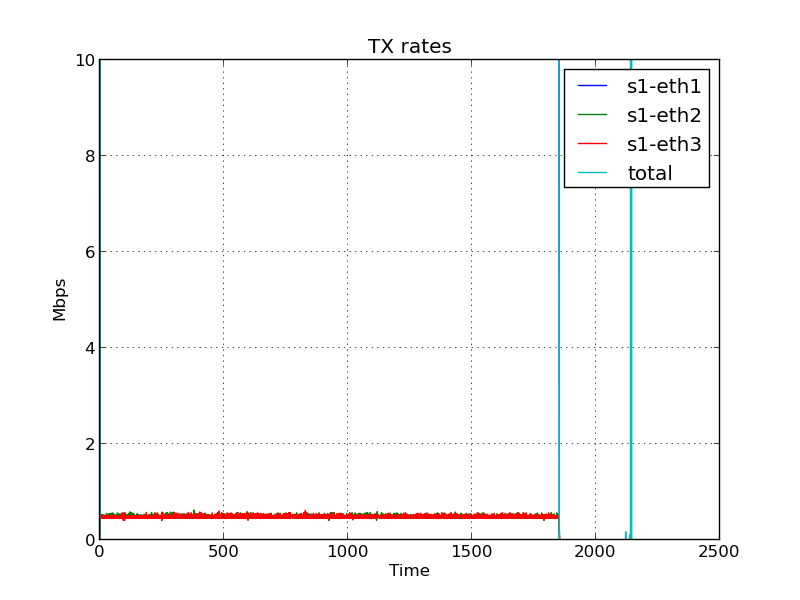 TX rates
10
8
6
4
2
0
Mbps
s1-eth1
s1-eth2
s1-eth3
total
0 500 1000 1500 2000 2500
Time